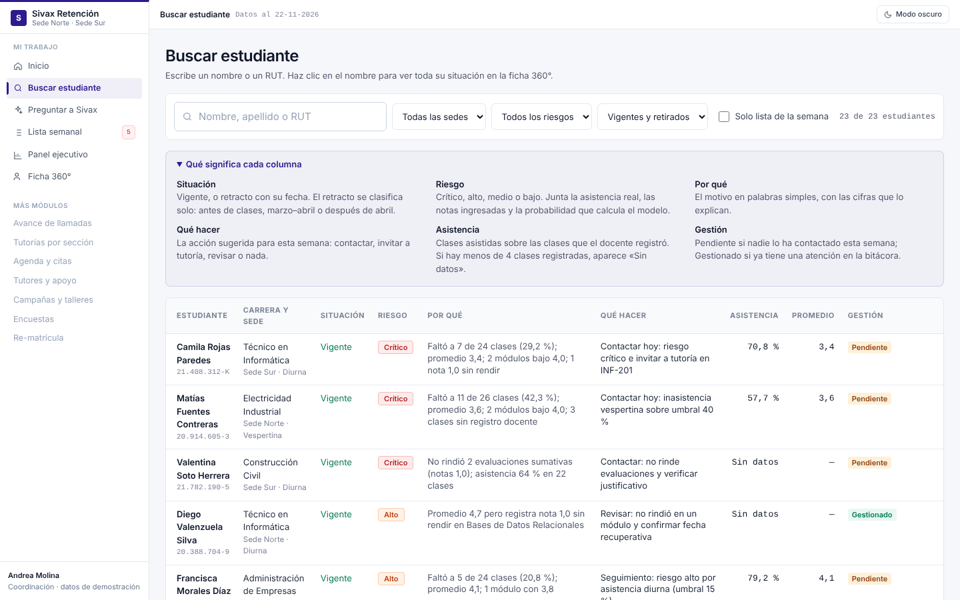 S
Sivax Retención
Sede Norte · Sede Sur
MI TRABAJO
Inicio
Buscar estudiante
Preguntar a Sivax
Lista semanal
5
Panel ejecutivo
Ficha 360°
MÁS MÓDULOS
Avance de llamadas
Tutorías por sección
Agenda y citas
Tutores y apoyo
Campañas y talleres
Encuestas
Re-matrícula
Andrea Molina
Coordinación · datos de demostración
Buscar estudiante Datos al 22-11-2026
Modo oscuro
Buscar estudiante
Escribe un nombre o un RUT. Haz clic en el nombre para ver toda su situación en la ficha 360°.
Nombre, apellido o RUT
Todas las sedes
Todos los riesgos
Vigentes y retirados
Solo lista de la semana
23 de 23 estudiantes
▼ Qué significa cada columna
Situación
Vigente, o retracto con su fecha. El retracto se clasifica
solo: antes de clases, marzo–abril o después de abril.
Riesgo
Crítico, alto, medio o bajo. Junta la asistencia real, las
notas ingresadas y la probabilidad que calcula el modelo.
Por qué
El motivo en palabras simples, con las cifras que lo
explican.
Qué hacer
La acción sugerida para esta semana: contactar, invitar a
tutoría, revisar o nada.
Asistencia
Clases asistidas sobre las clases que el docente registró.
Si hay menos de 4 clases registradas, aparece «Sin
datos».
Gestión
Pendiente si nadie lo ha contactado esta semana;
Gestionado si ya tiene una atención en la bitácora.
ESTUDIANTE
CARRERA Y
SEDE
SITUACIÓN
RIESGO
POR QUÉ
QUÉ HACER
ASISTENCIA
PROMEDIO
GESTIÓN
Camila Rojas
Paredes
21.408.312-K
Técnico en
Informática
Sede Sur · Diurna
Vigente
Crítico
Faltó a 7 de 24 clases (29,2 %);
promedio 3,4; 2 módulos bajo 4,0; 1
nota 1,0 sin rendir
Contactar hoy: riesgo
crítico e invitar a tutoría en
INF-201
70,8 %
3,4
Pendiente
Matías
Fuentes
Contreras
20.914.605-3
Electricidad
Industrial
Sede Norte ·
Vespertina
Vigente
Crítico
Faltó a 11 de 26 clases (42,3 %);
promedio 3,6; 2 módulos bajo 4,0; 3
clases sin registro docente
Contactar hoy: inasistencia
vespertina sobre umbral 40
%
57,7 %
3,6
Pendiente
Valentina
Soto Herrera
21.782.190-5
Construcción
Civil
Sede Sur · Diurna
Vigente
Crítico
No rindió 2 evaluaciones sumativas
(notas 1,0); asistencia 64 % en 22
clases
Contactar: no rinde
evaluaciones y verificar
justificativo
Sin datos
—
Pendiente
Diego
Valenzuela
Silva
20.388.704-9
Técnico en
Informática
Sede Norte ·
Diurna
Vigente
Alto
Promedio 4,7 pero registra nota 1,0 sin
rendir en Bases de Datos Relacionales
Revisar: no rindió en un
módulo y confirmar fecha
recuperativa
Sin datos
—
Gestionado
Francisca
Morales Díaz
Administración
de Empresas
Vigente
Alto
Faltó a 5 de 24 clases (20,8 %);
promedio 4,1; 1 módulo con 3,8
Seguimiento: riesgo alto por
asistencia diurna (umbral 15
%)
79,2 %
4,1
Pendiente